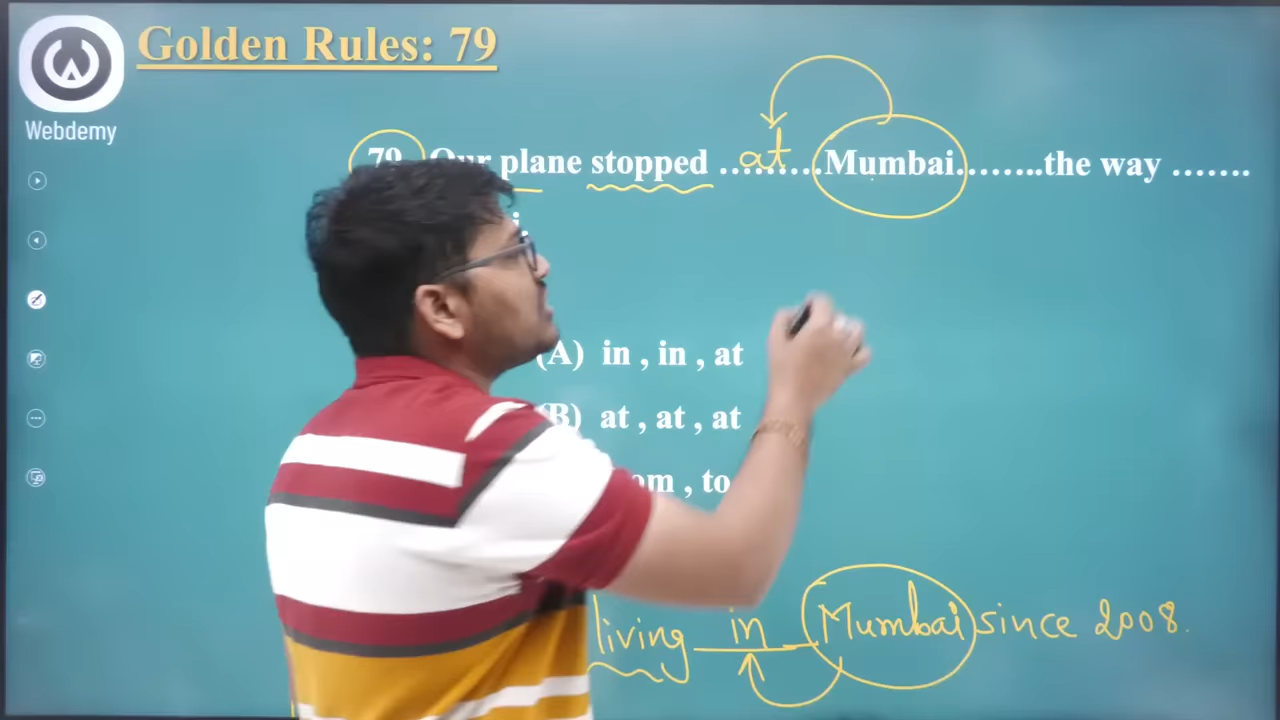 Golden Rules: 79
Webdemy
79. Our plane stopped ....at.... Mumbai........the way .......
i.
(A) in , in , at
(B) at , at , at
om , to
living in Mumbai since 2008.